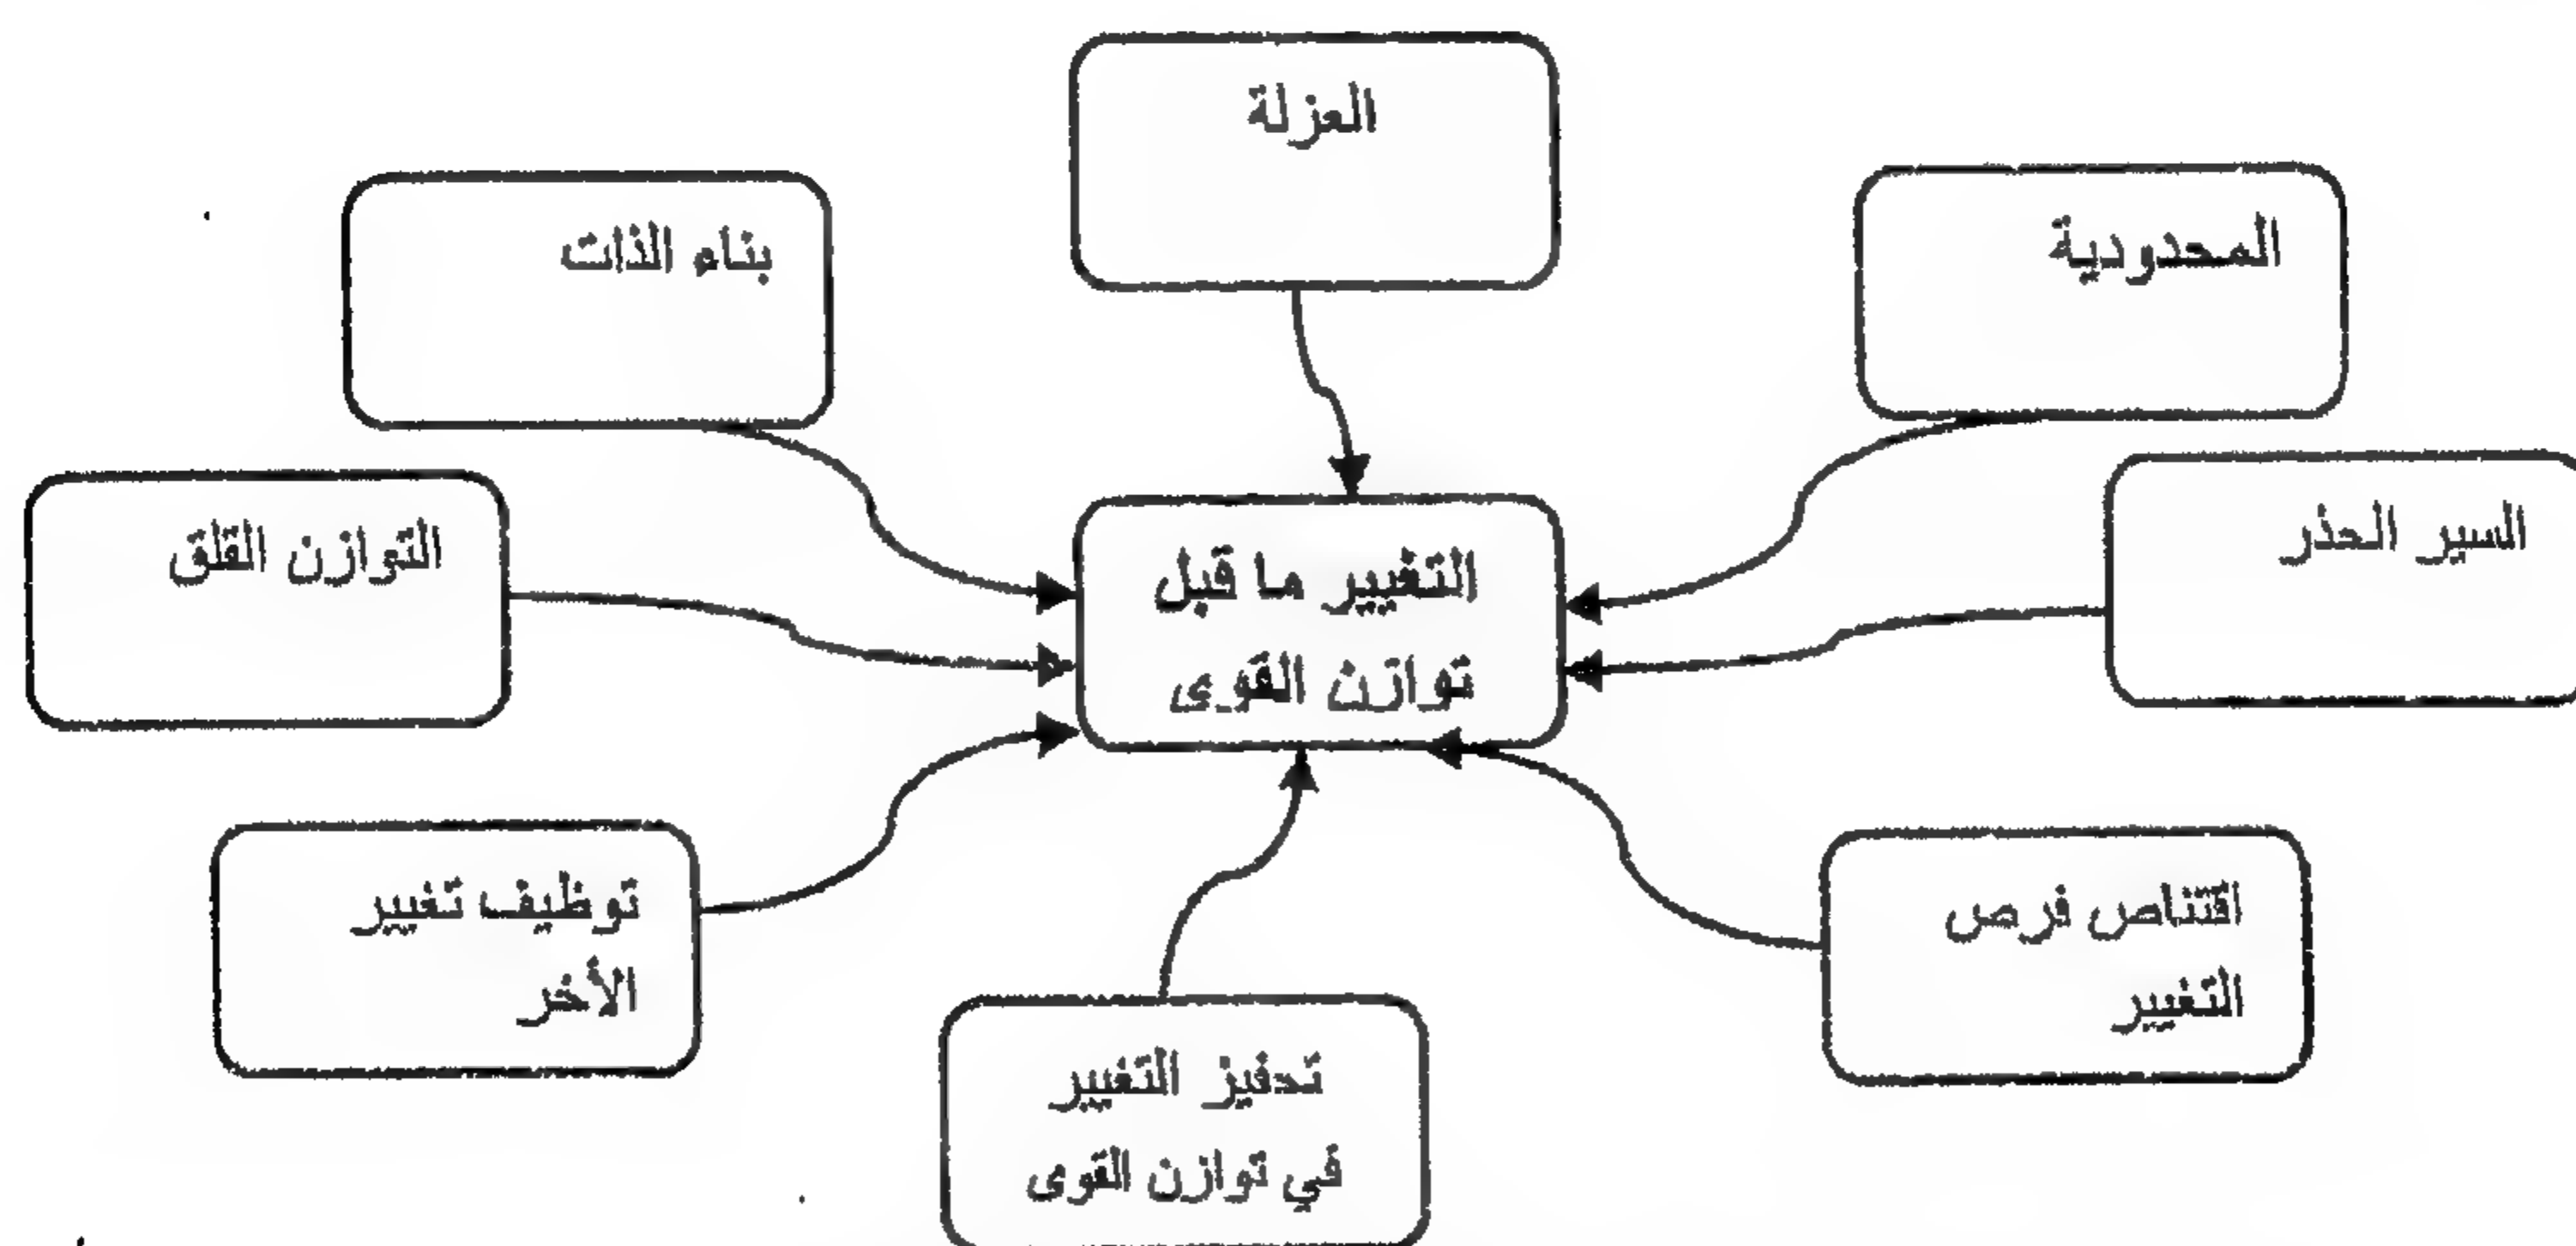 العزلة
المحدودية
بناء الذات
السير الحذر
التوازن القلق
التغيير ما قبل
توازن القوى
اقتناص فرص
التغيير
توظيف تغيير
الأخر
تحفيز التغيير
في توازن القوى